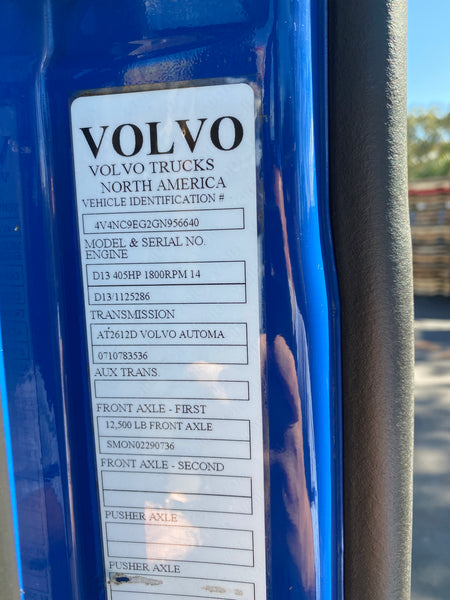 VOLVO
VOLVO TRUCKS
NORTH AMERICA
VEHICLE IDENTIFICATION #
4V4NC9EG2GN956640
MODEL & SERIAL NO.
ENGINE
D13 405HP 1800RPM 14
D13/1125286
TRANSMISSION
AT2612D VOLVO AUTOMA
0710783536
AUX TRANS.
FRONT AXLE - FIRST
12,500 LB FRONT AXLE
SMON02290736
FRONT AXLE - SECOND
PUSHER AXLE
PUSHER AXLE